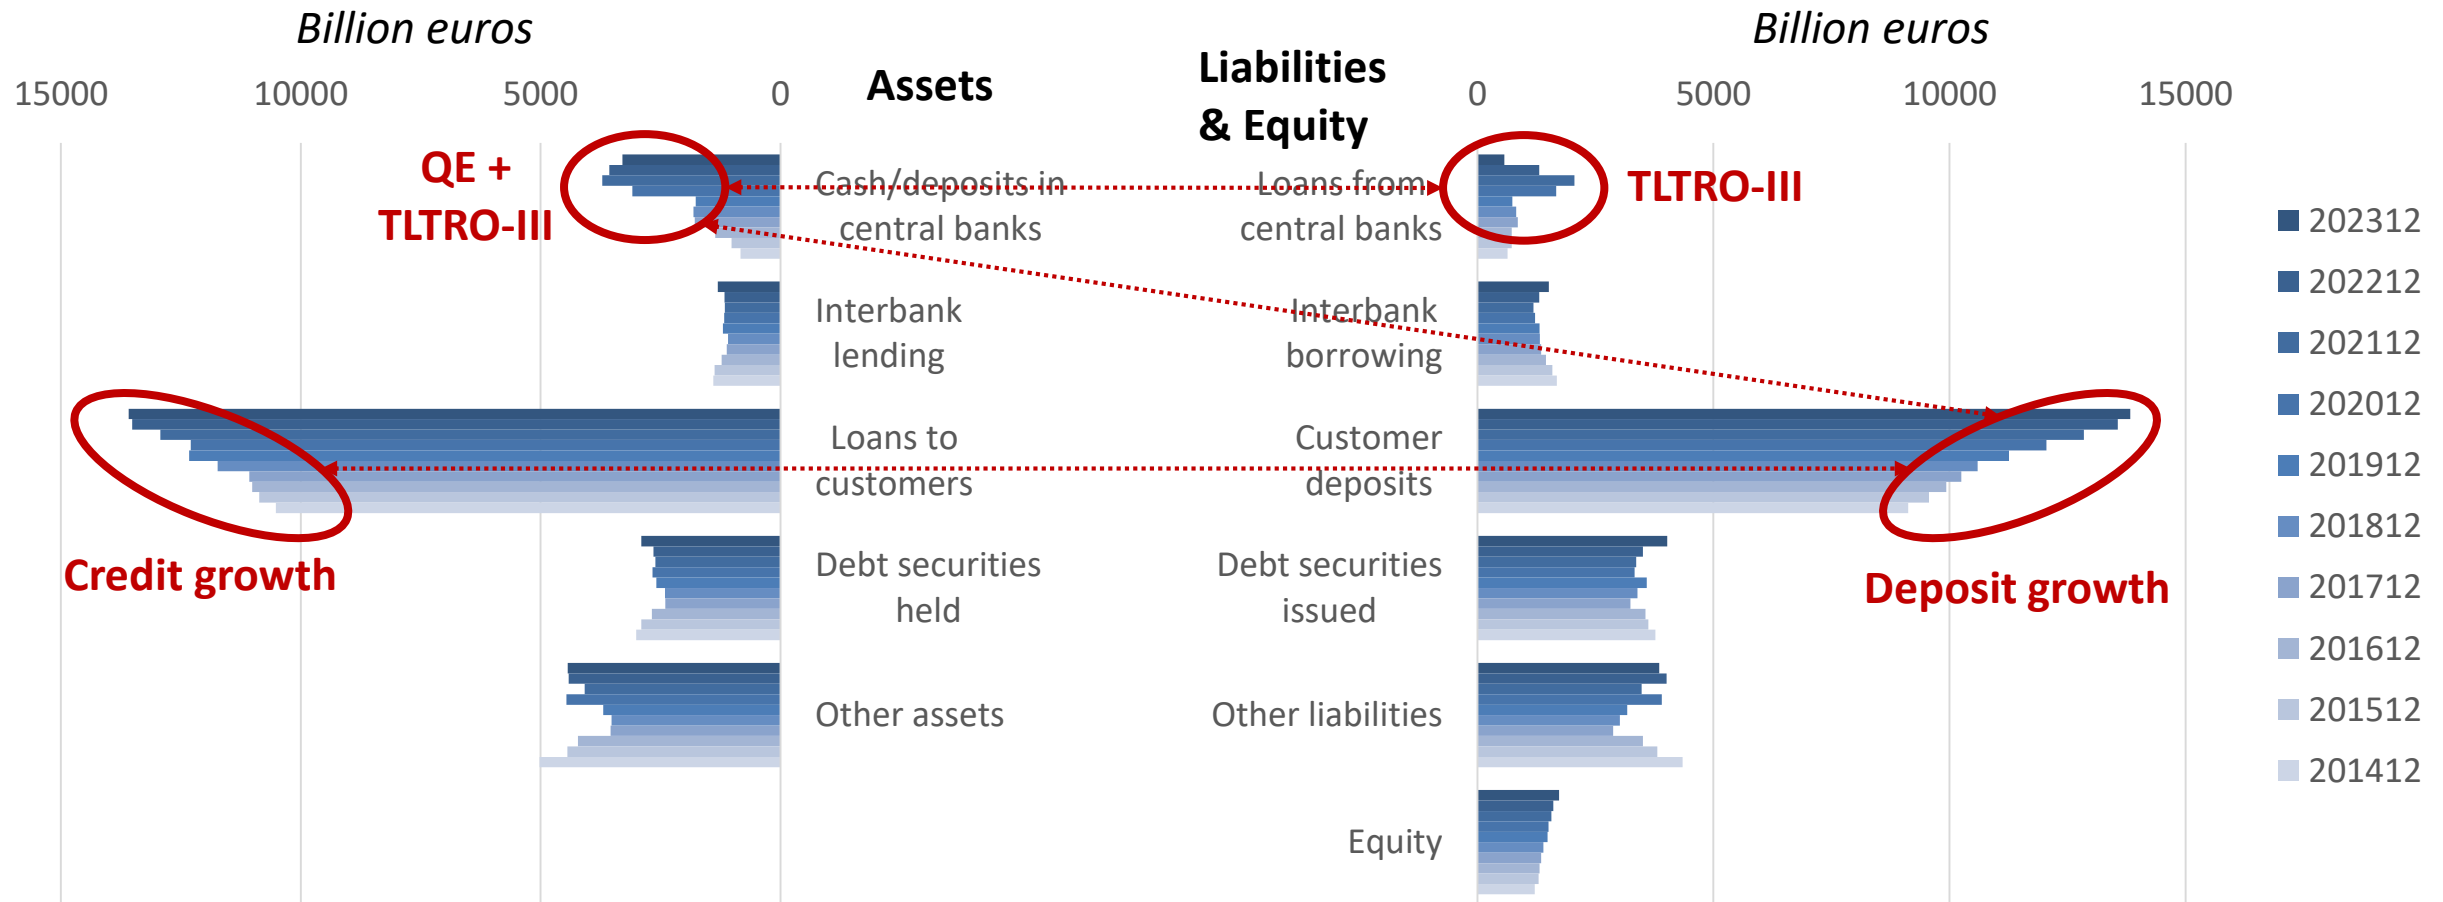 Billion euros
Billion euros
15000 10000 5000 0
Assets
Liabilities
& Equity
0 5000 10000 15000
QE +
TLTRO-III
Cash/deposits in
central banks
Loans from
central banks
TLTRO-III
Interbank
lending
Interbank
borrowing
Loans to
customers
Customer
deposits
Credit growth
Deposit growth
Debt securities
held
Debt securities
issued
Other assets
Other liabilities
Equity
202312
202212
202112
202012
201912
201812
201712
201612
201512
201412